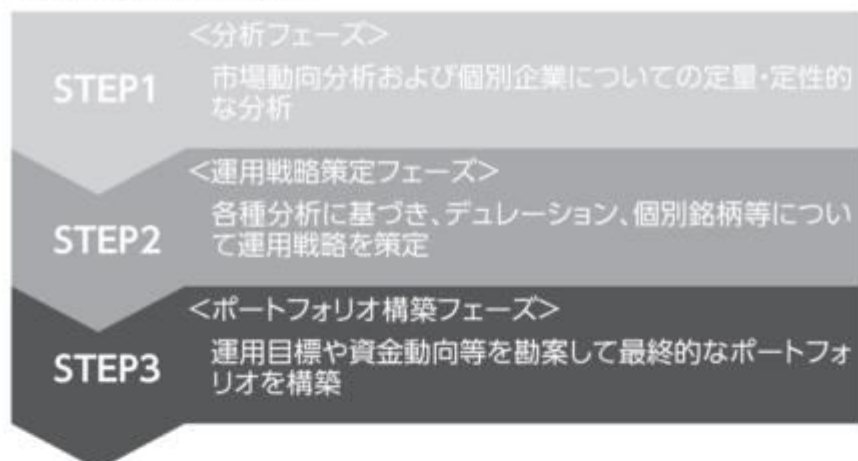 <分析フェーズ>
STEP1
市場動向分析および個別企業についての定量・定性的
な分析
<運用戦略策定フェーズ>
STEP2
各種分析に基づき、デュレーション、個別銘柄等につい
て運用戦略を策定
<ポートフォリオ構築フェーズ>
STEP3
運用目標や資金動向等を勘案して最終的なポートフォ
リオを構築